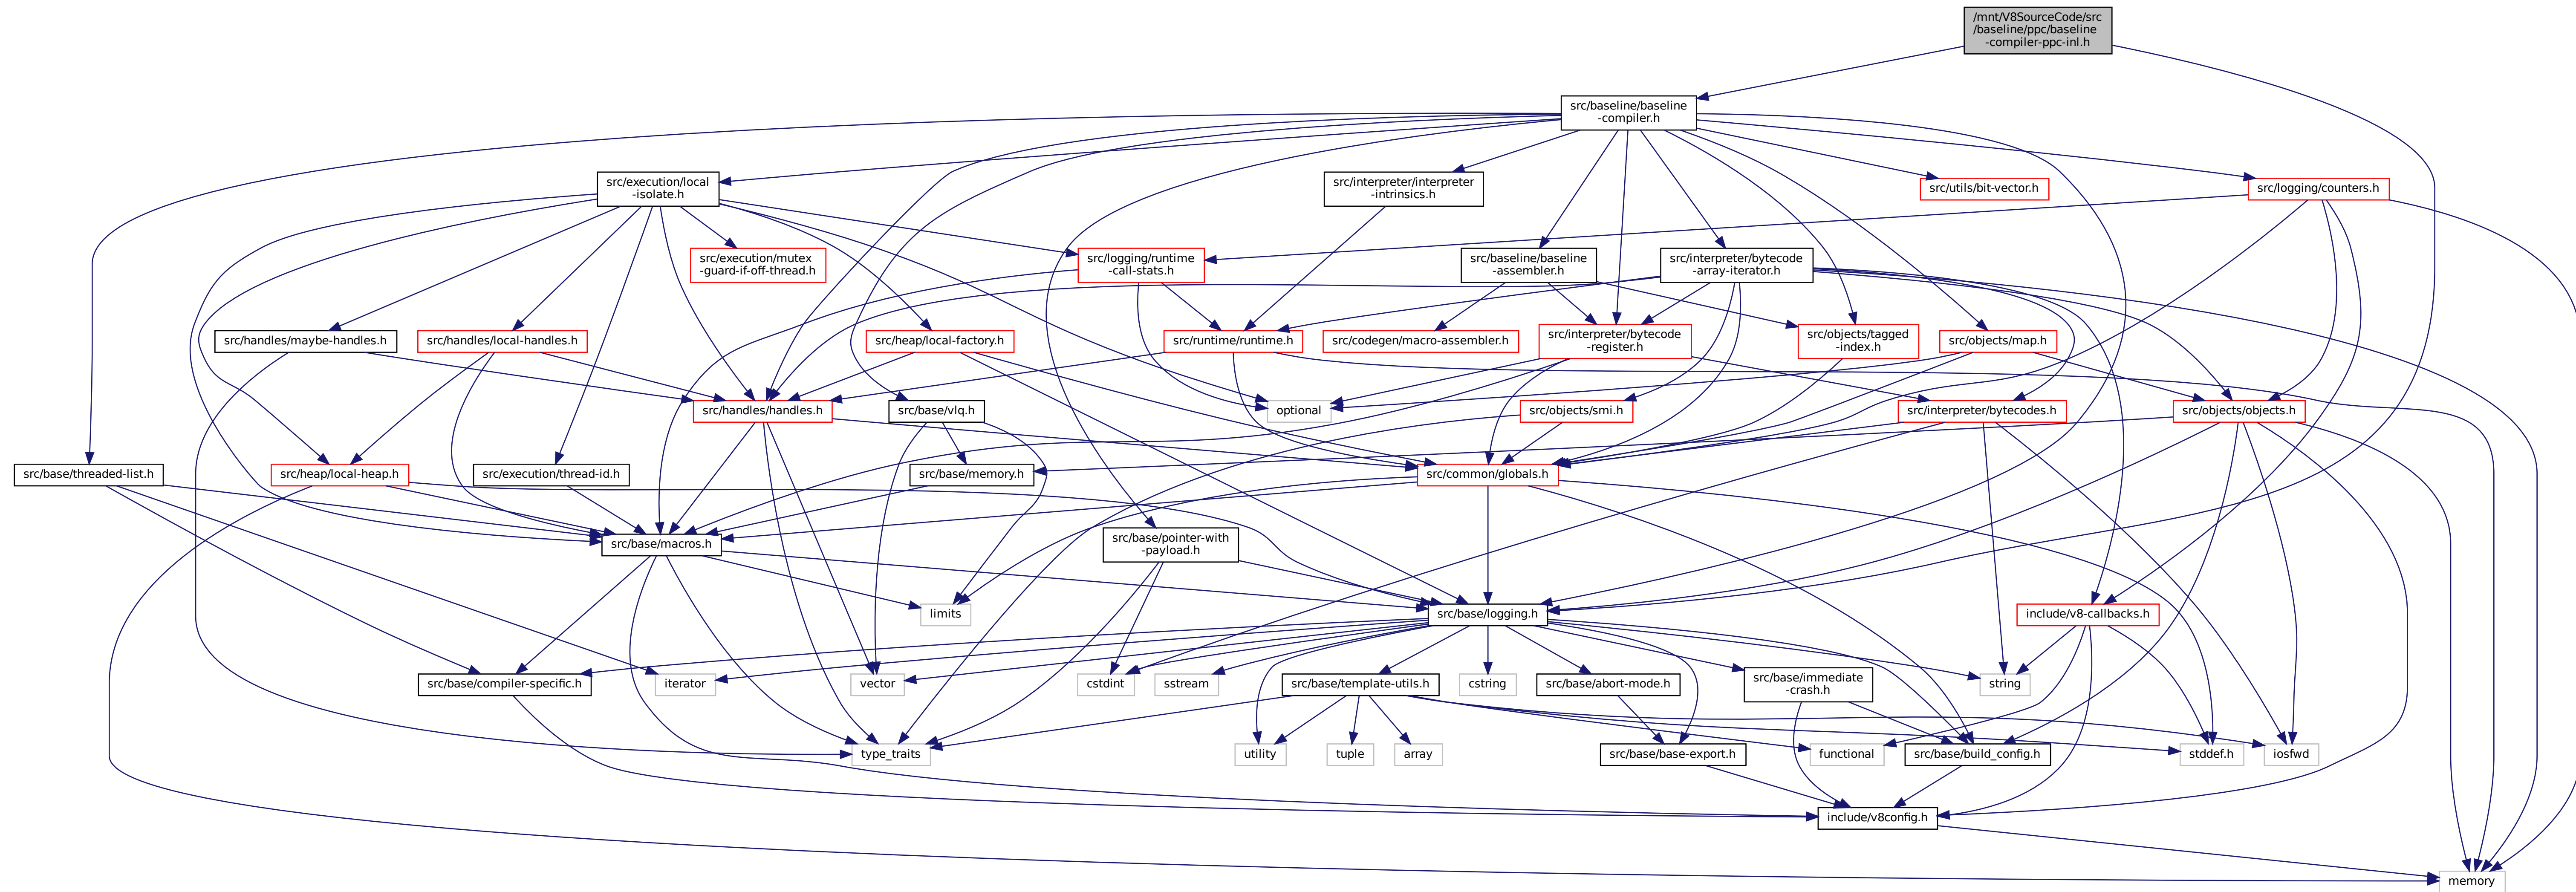 /mnt/V8SourceCode/src
/baseline/ppc/baseline
-compiler-ppc-inl.h
src/baseline/baseline
-compiler.h
src/execution/local
-isolate.h
src/interpreter/interpreter
-intrinsics.h
src/utils/bit-vector.h
src/logging/counters.h
src/execution/mutex
-guard-if-off-thread.h
src/logging/runtime
-call-stats.h
src/baseline/baseline
-assembler.h
src/interpreter/bytecode
-array-iterator.h
src/handles/maybe-handles.h
src/handles/local-handles.h
src/heap/local-factory.h
src/runtime/runtime.h
src/codegen/macro-assembler.h
src/interpreter/bytecode
-register.h
src/objects/tagged
-index.h
src/objects/map.h
src/handles/handles.h
src/base/vlq.h
optional
src/objects/smi.h
src/interpreter/bytecodes.h
src/objects/objects.h
src/base/threaded-list.h
src/heap/local-heap.h
src/execution/thread-id.h
src/base/memory.h
src/common/globals.h
src/base/macros.h
src/base/pointer-with
-payload.h
limits
src/base/logging.h
include/v8-callbacks.h
src/base/compiler-specific.h
iterator
vector
cstdint
sstream
src/base/template-utils.h
cstring
src/base/abort-mode.h
src/base/immediate
-crash.h
string
type_traits
utility
tuple
array
src/base/base-export.h
functional
src/base/build_config.h
stddef.h
iosfwd
include/v8config.h
memory